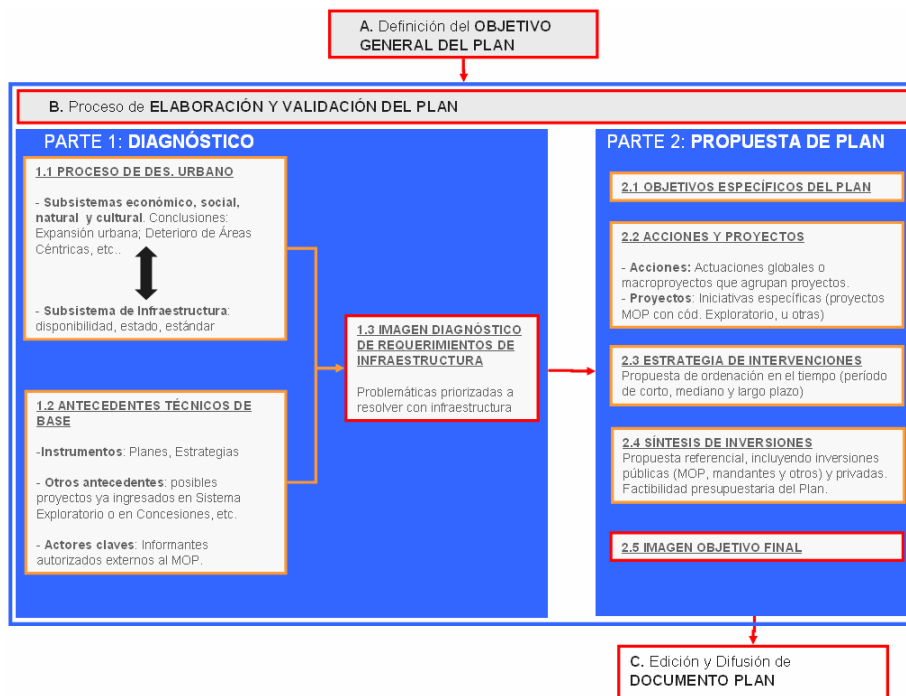 A. Definición del OBJETIVO
GENERAL DEL PLAN
B. Proceso de ELABORACIÓN Y VALIDACIÓN DEL PLAN
PARTE 1: DIAGNÓSTICO
1.1 PROCESO DE DES. URBANO
- Subsistemas económico, social,
natural y cultural. Conclusiones:
Expansión urbana; Deterioro de Áreas
Céntricas, etc..
- Subsistema de Infraestructura:
disponibilidad, estado, estándar
1.2 ANTECEDENTES TÉCNICOS DE
BASE
-Instrumentos: Planes, Estrategias
- Otros antecedentes: posibles
proyectos ya ingresados en Sistema
Exploratorio o en Concesiones, etc.
- Actores claves: Informantes
autorizados externos al MOP.
1.3 IMAGEN DIAGNÓSTICO
DE REQUERIMIENTOS DE
INFRAESTRUCTURA
Problemáticas priorizadas a
resolver con infraestructura
PARTE 2: PROPUESTA DE PLAN
2.1 OBJETIVOS ESPECÍFICOS DEL PLAN
2.2 ACCIONES Y PROYECTOS
- Acciones: Actuaciones globales o
macroproyectos que agrupan proyectos.
- Proyectos: Iniciativas específicas (proyectos
MOP con cód. Exploratorio, u otras)
2.3 ESTRATEGIA DE INTERVENCIONES
Propuesta de ordenación en el tiempo (período
de corto, mediano y largo plazo)
2.4 SÍNTESIS DE INVERSIONES
Propuesta referencial, incluyendo inversiones
públicas (MOP, mandantes y otros) y privadas.
Factibilidad presupuestaria del Plan.
2.5 IMAGEN OBJETIVO FINAL
C. Edición y Difusión de
DOCUMENTO PLAN